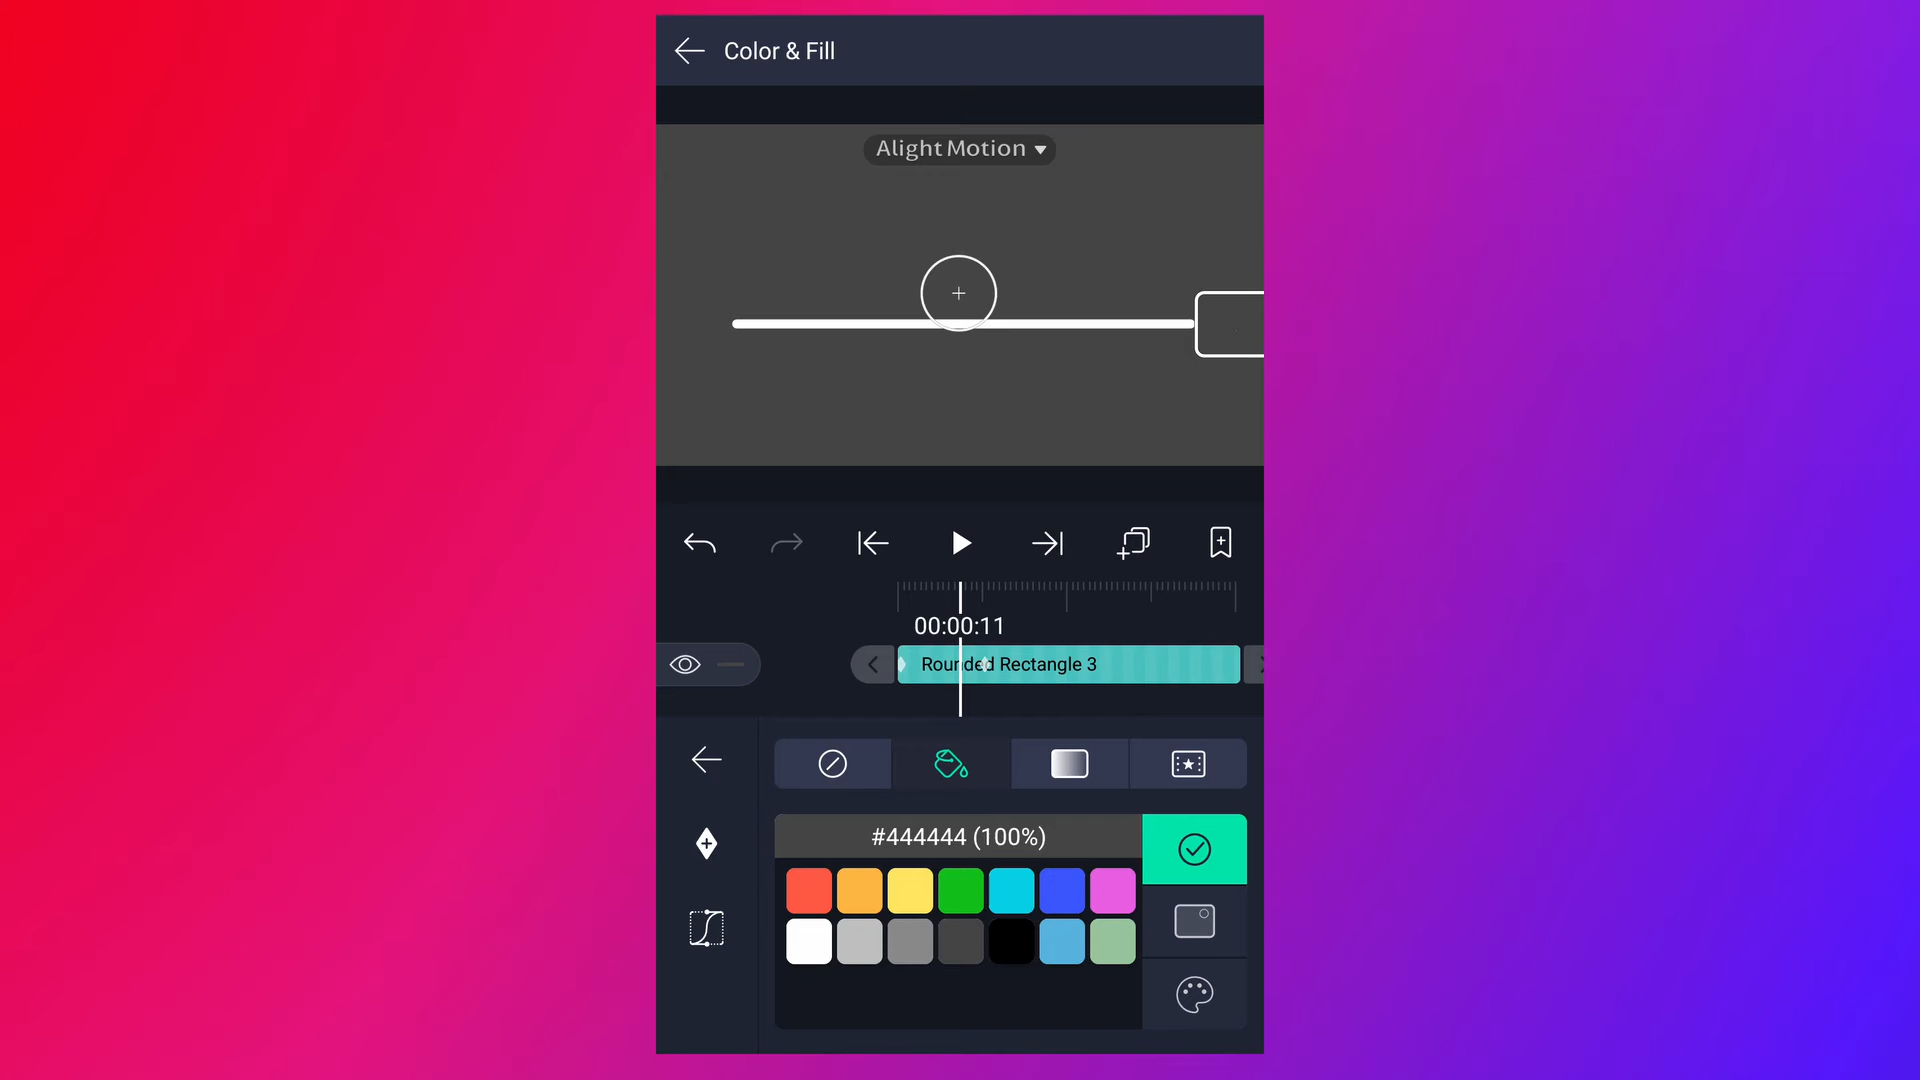 Color & Fill
Alight Motion
00:00:11
Rounded Rectangle 3
#444444 (100%)